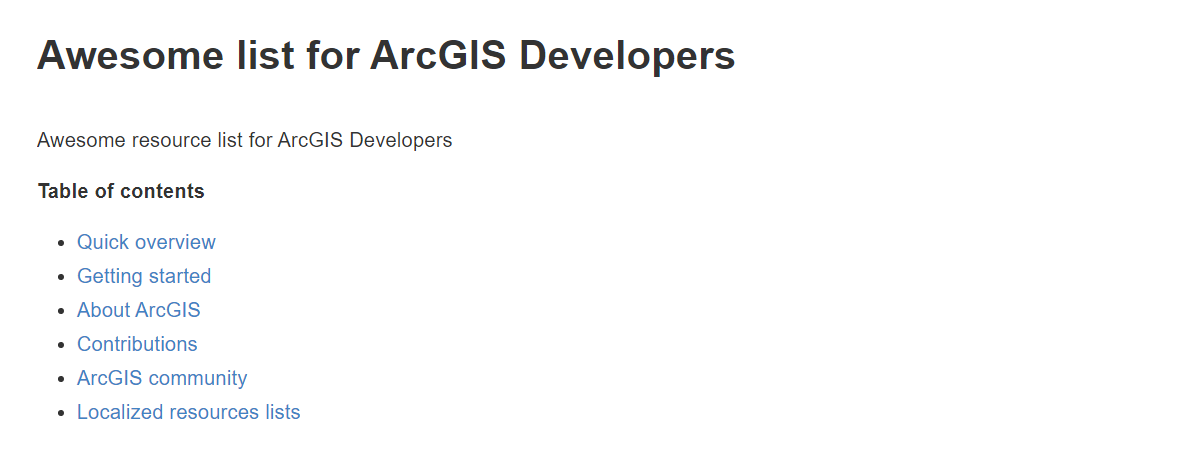 Awesome list for ArcGIS Developers
Awesome resource list for ArcGIS Developers
Table of contents
Quick overview
Getting started
About ArcGIS
Contributions
ArcGIS community
Localized resources lists